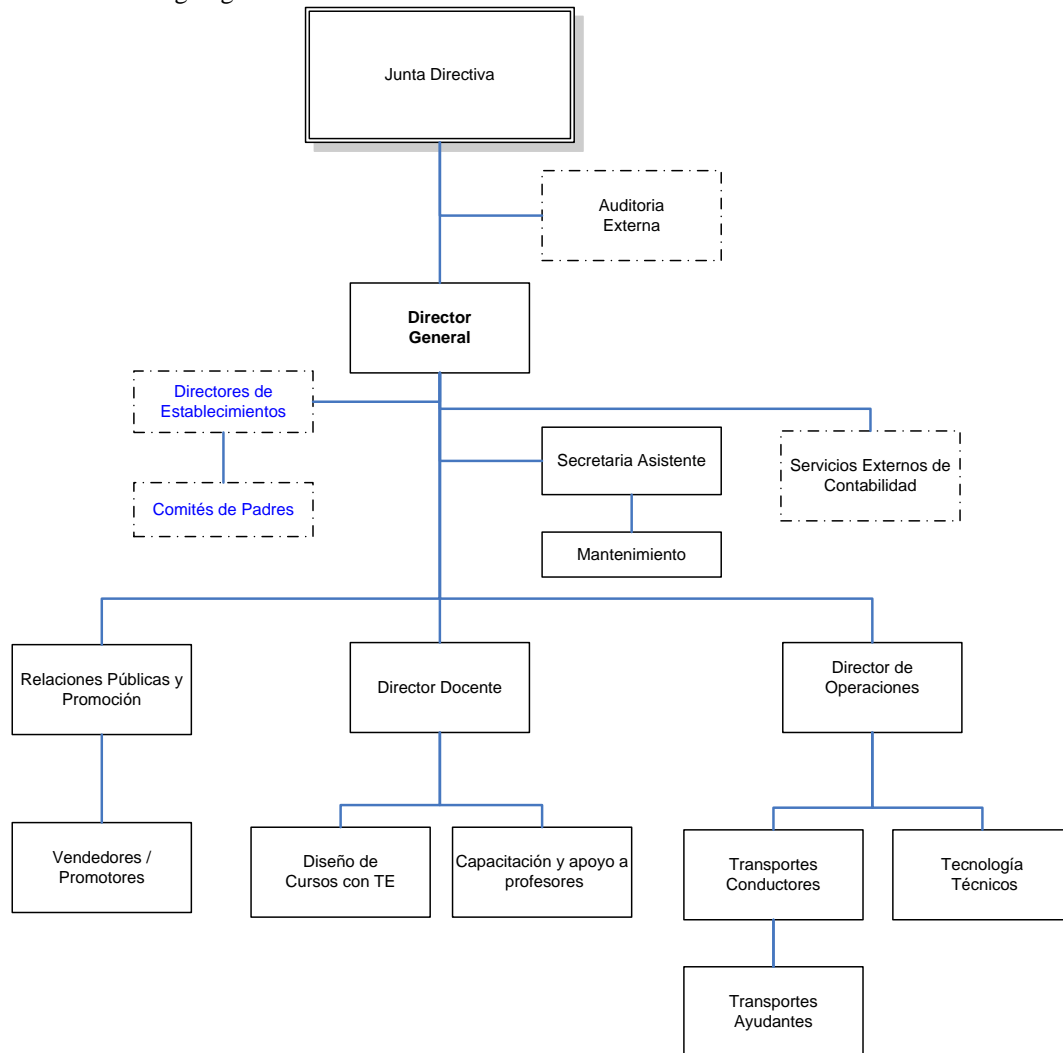 Junta Directiva
Auditoria
Externa
Director
General
Directores de
Establecimientos
Secretaria Asistente
Servicios Externos de
Contabilidad
Comités de Padres
Mantenimiento
Relaciones Públicas y
Promoción
Director Docente
Director de
Operaciones
Vendedores /
Promotores
Diseño de
Cursos con TE
Capacitación y apoyo a
profesores
Transportes
Conductores
Tecnología
Técnicos
Transportes
Ayudantes